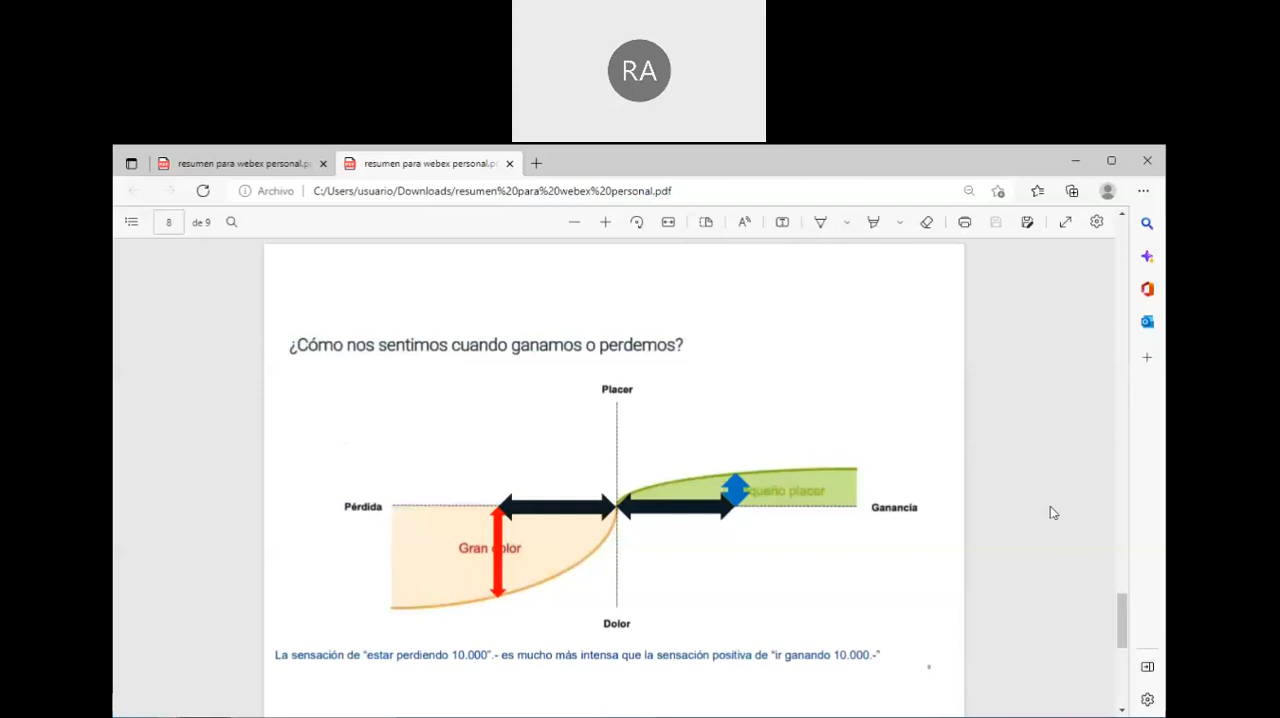 RA
resumen para webex personal.p
resumen para webex personal.p
Archivo
C:/Users/usuario/Downloads/resumen%20para%20webex%20personal.pdf
8 de 9
¿Cómo nos sentimos cuando ganamos o perdemos?
Placer
Pérdida
queño placer
Ganancia
Gran olor
Dolor
La sensación de “estar perdiendo 10.000”.- es mucho más intensa que la sensación positiva de “ir ganando 10.000.-”